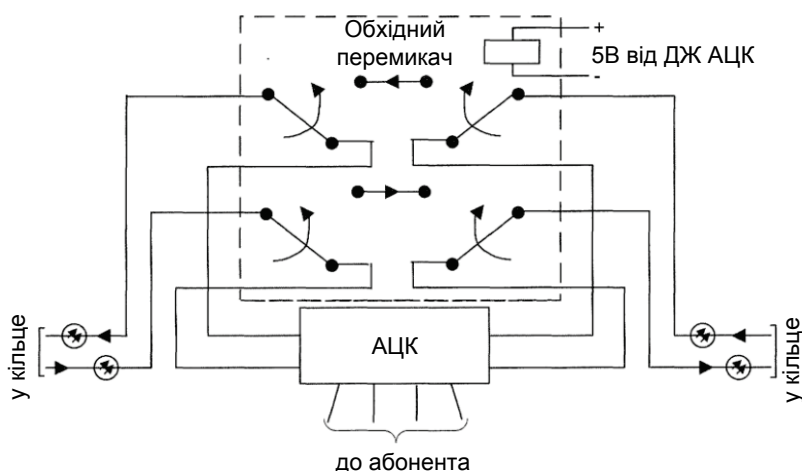 Обхідний
перемикач
+
5В від ДЖ АЦК
-
у кільце
АЦК
у кільце
до абонента